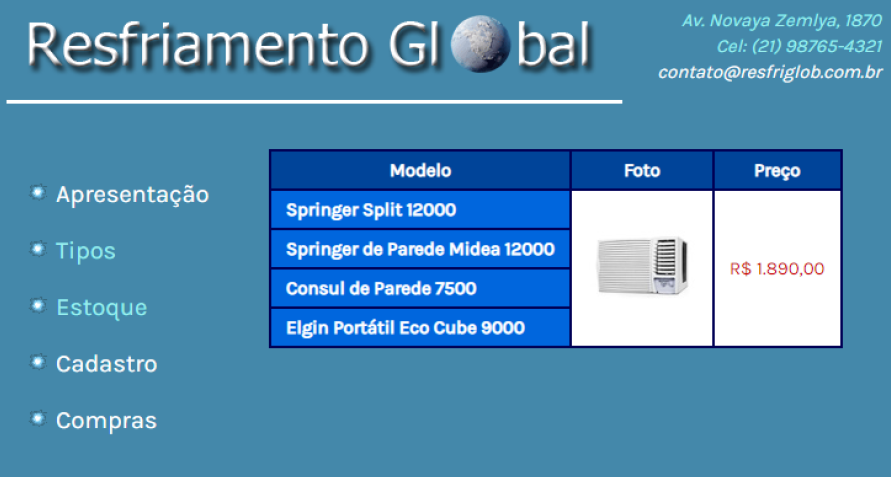 Resfriamento Global
Av. Novaya Zemlya, 1870
Cel: (21) 98765-4321
contato@resfriglob.com.br
Apresentação
Tipos
Estoque
Cadastro
Compras
Modelo Foto Preço
Springer Split 12000
Springer de Parede Midea 12000
Consul de Parede 7500
Elgin Portátil Eco Cube 9000
R$ 1.890,00